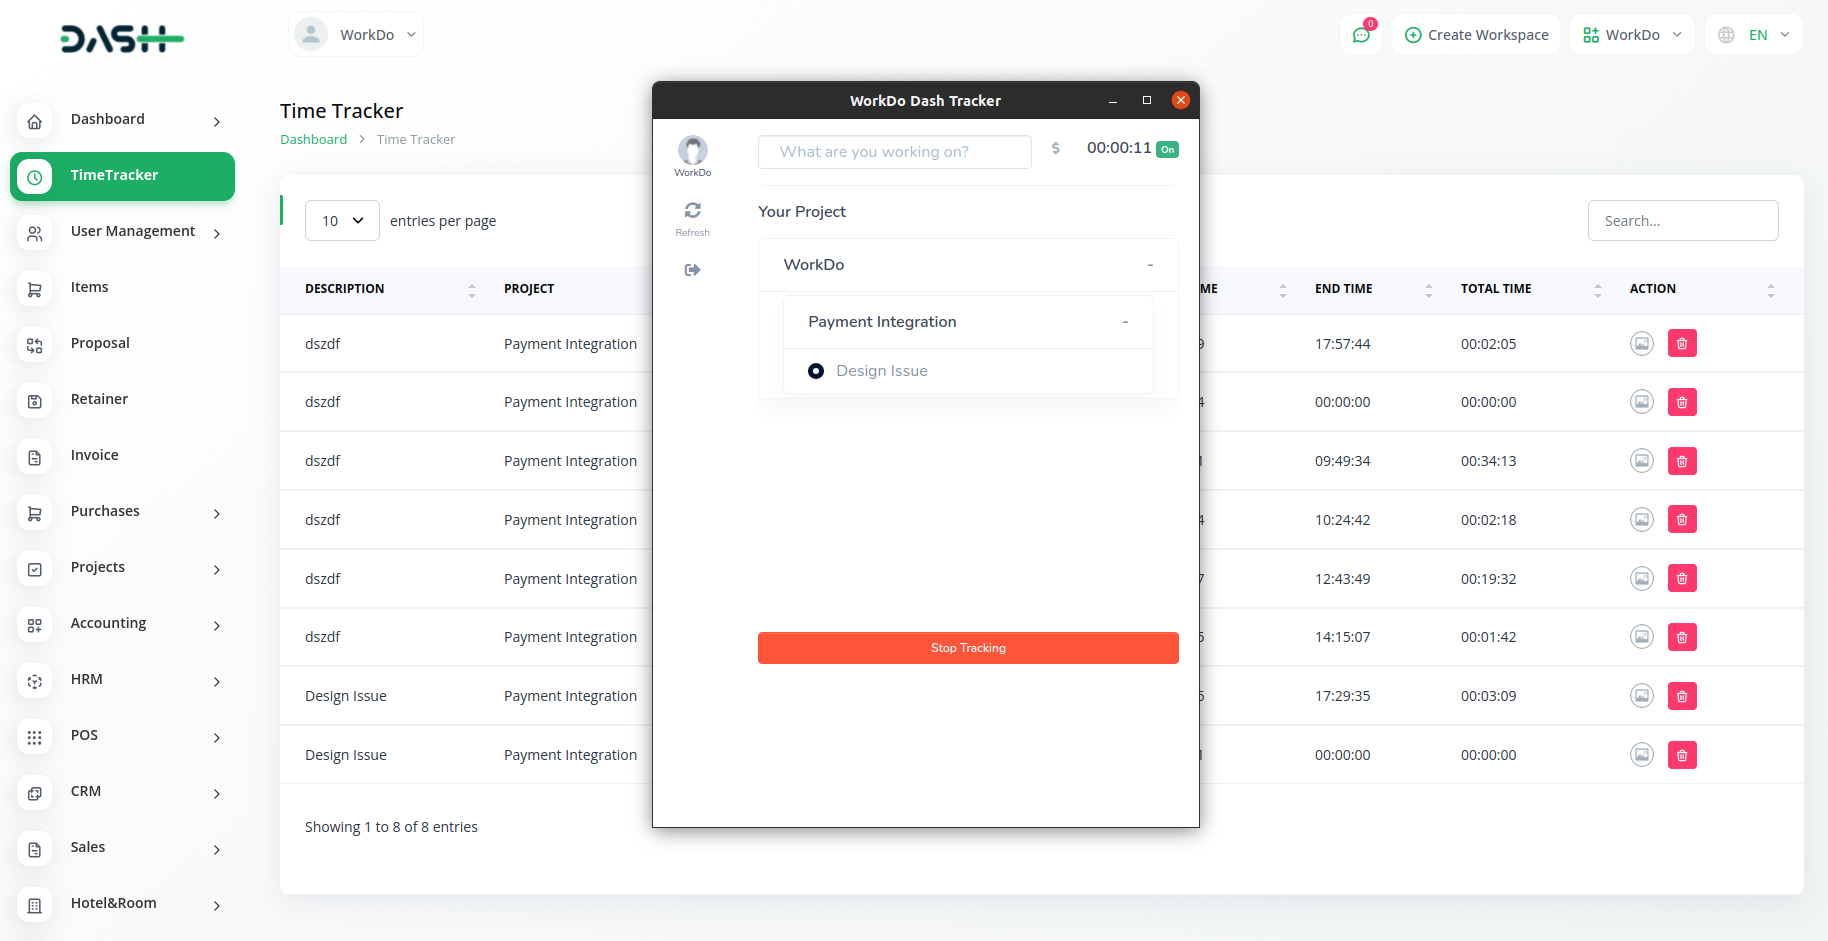 DASH
WorkDo
0
Create Workspace
WorkDo
EN
Dashboard
TimeTracker
User Management
Items
Proposal
Retainer
Invoice
Purchases
Projects
Accounting
HRM
POS
CRM
Sales
Hotel&Room
Time Tracker
Dashboard > Time Tracker
10 entries per page
Search...
DESCRIPTION PROJECT ME END TIME TOTAL TIME ACTION
dszdf Payment Integration 9 17:57:44 00:02:05
dszdf Payment Integration 4 00:00:00 00:00:00
dszdf Payment Integration 09:49:34 00:34:13
dszdf Payment Integration 4 10:24:42 00:02:18
dszdf Payment Integration 7 12:43:49 00:19:32
dszdf Payment Integration 14:15:07 00:01:42
Design Issue Payment Integration 6 17:29:35 00:03:09
Design Issue Payment Integration 00:00:00 00:00:00
Showing 1 to 8 of 8 entries
WorkDo Dash Tracker
WorkDo
Refresh
What are you working on?
$ 00:00:11 On
Your Project
WorkDo -
Payment Integration -
Design Issue
Stop Tracking